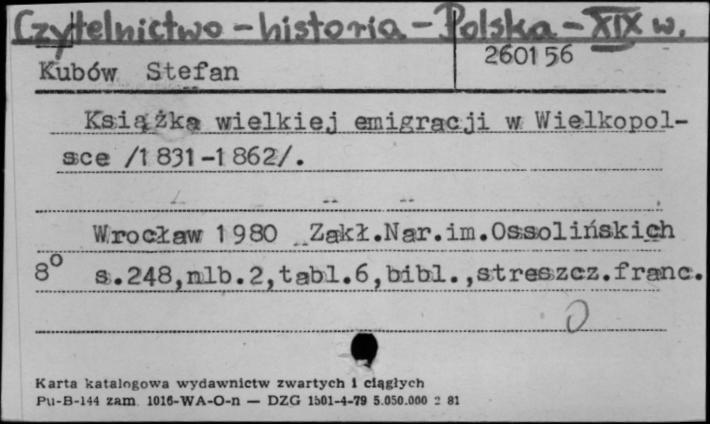 Czytelnictwo - historia - Polska - XIX w.
Kubów Stefan
260156
Książka wielkiej emigracji w Wielkopol-
sce /1831-1862/.
Wrocław 1980 Zakł.Nar.im.Ossolińskich
8° s.248,nlb.2,tabl.6,bibl.,streszcz.franc.
Karta katalogowa wydawnictw zwartych i ciągłych
Pu-B-144 zam. 1016-WA-O-n — DZG 1501-4-79 5.050.000 2 81